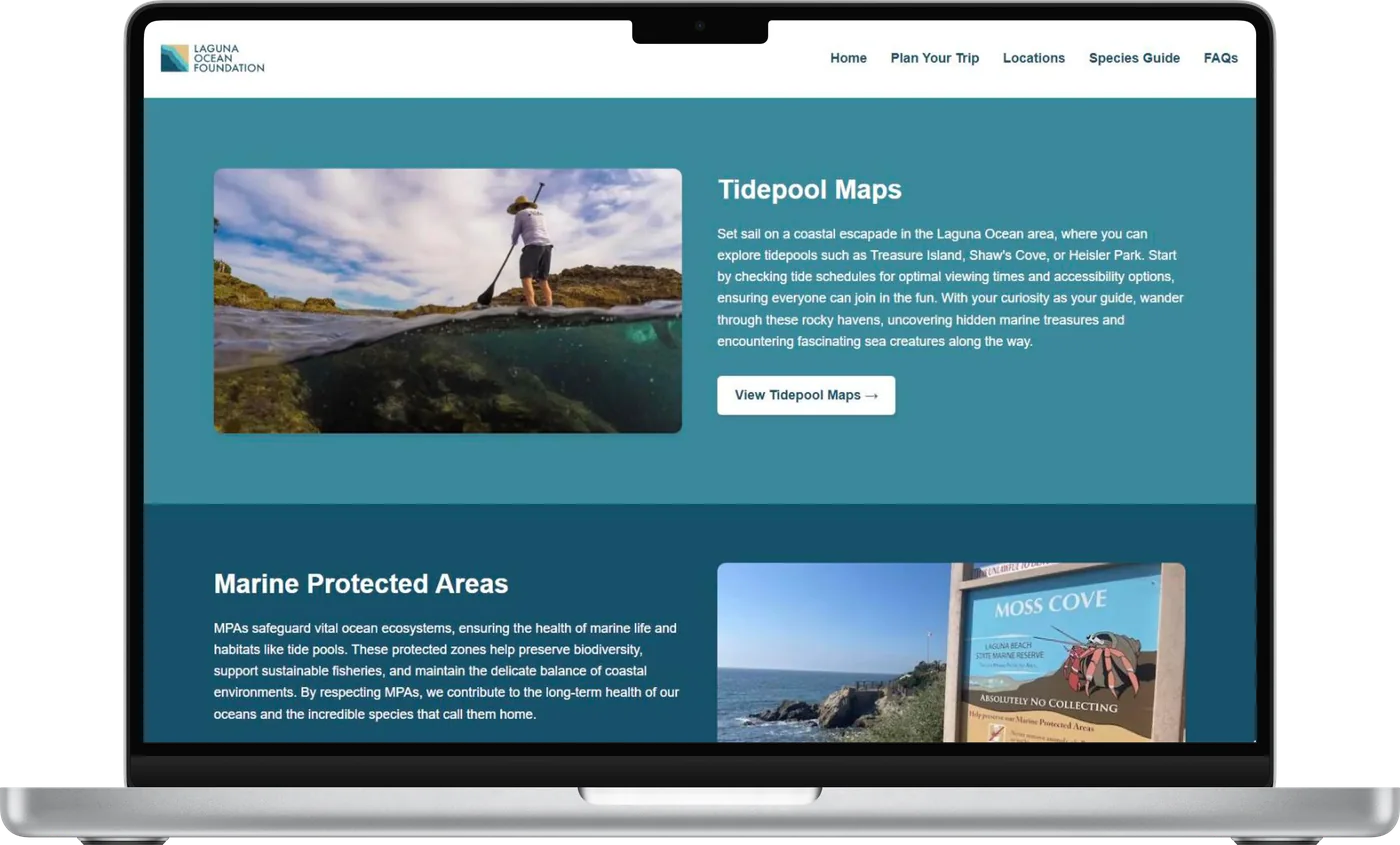 LAGUNA
OCEAN
FOUNDATION
Home Plan Your Trip Locations Species Guide FAQs
Tidepool Maps
Set sail on a coastal escapade in the Laguna Ocean area, where you can
explore tidepools such as Treasure Island, Shaw's Cove, or Heisler Park. Start
by checking tide schedules for optimal viewing times and accessibility options,
ensuring everyone can join in the fun. With your curiosity as your guide, wander
through these rocky havens, uncovering hidden marine treasures and
encountering fascinating sea creatures along the way.
View Tidepool Maps →
Marine Protected Areas
MPAs safeguard vital ocean ecosystems, ensuring the health of marine life and
habitats like tide pools. These protected zones help preserve biodiversity,
support sustainable fisheries, and maintain the delicate balance of coastal
environments. By respecting MPAs, we contribute to the long-term health of our
oceans and the incredible species that call them home.
MOSS COVE
LAGUNA BEACH
STATE MARINE RESERVE
ABSOLUTELY NO COLLECTING
Help preserve our Marine Protected Areas